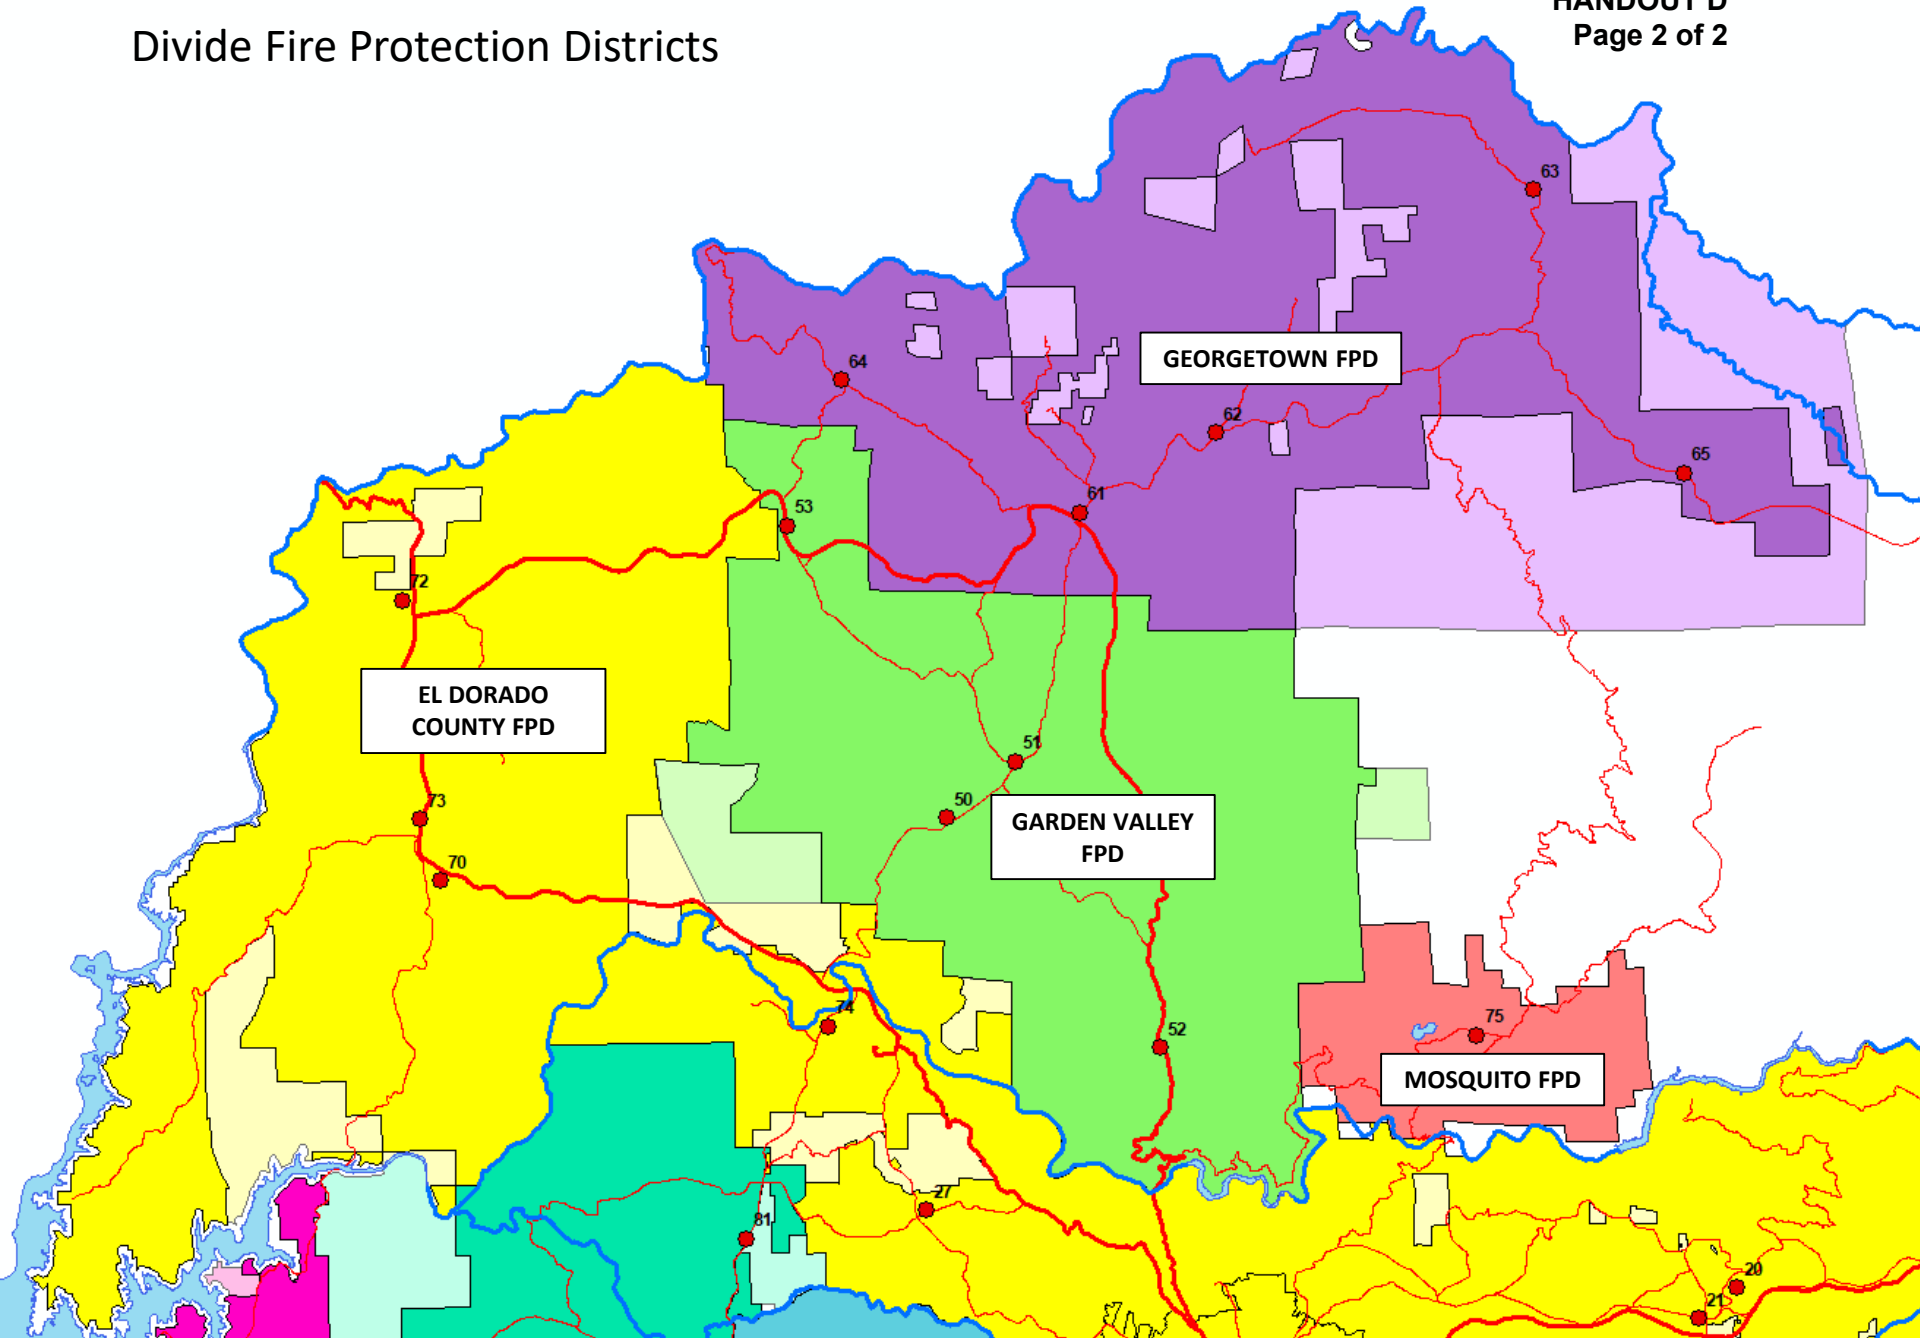 HANDOUT D
Page 2 of 2
Divide Fire Protection Districts
63
64
GEORGETOWN FPD
62
65
61
53
72
EL DORADO
COUNTY FPD
51
50
73
GARDEN VALLEY
FPD
70
74
75
52
MOSQUITO FPD
27
81
20
21